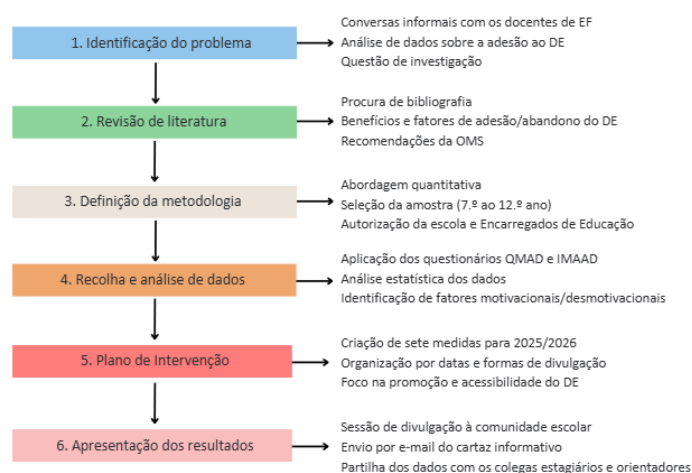 1. Identificação do problema
Conversas informais com os docentes de EF
Análise de dados sobre a adesão ao DE
Questão de investigação
2. Revisão de literatura
Procura de bibliografia
Benefícios e fatores de adesão/abandono do DE
Recomendações da OMS
3. Definição da metodologia
Abordagem quantitativa
Seleção da amostra (7.º ao 12.º ano)
Autorização da escola e Encarregados de Educação
4. Recolha e análise de dados
Aplicação dos questionários QMAD e IMAAD
Análise estatística dos dados
Identificação de fatores motivacionais/desmotivacionais
5. Plano de Intervenção
Criação de sete medidas para 2025/2026
Organização por datas e formas de divulgação
Foco na promoção e acessibilidade do DE
6. Apresentação dos resultados
Sessão de divulgação à comunidade escolar
Envio por e-mail do cartaz informativo
Partilha dos dados com os colegas estagiários e orientadores